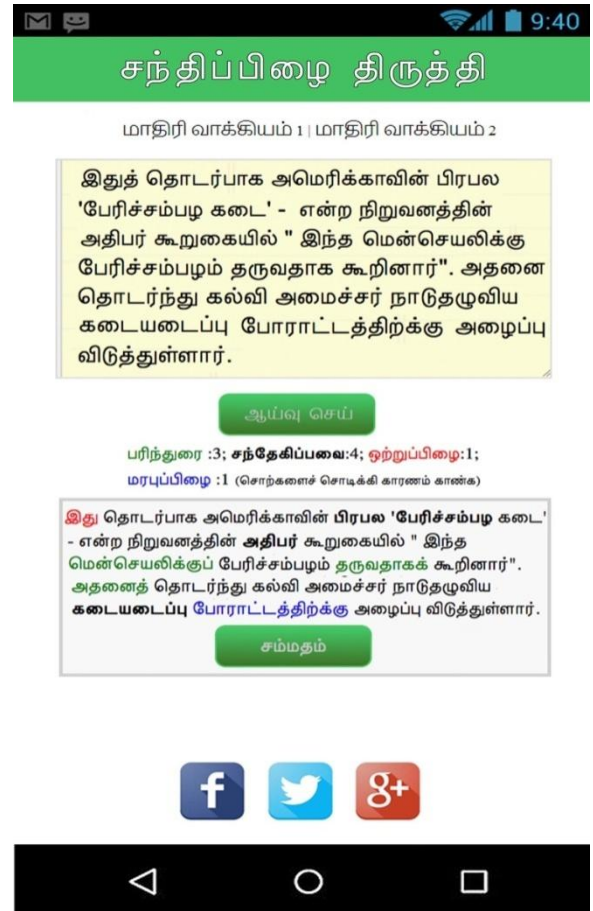 9:40
சந்திப்பிழை திருத்தி
மாதிரி வாக்கியம் 1 | மாதிரி வாக்கியம் 2
இதுத் தொடர்பாக அமெரிக்காவின் பிரபல
'பேரிச்சம்பழ கடை' - என்ற நிறுவனத்தின்
அதிபர் கூறுகையில் " இந்த மென்செயலிக்கு
பேரிச்சம்பழம் தருவதாக கூறினார்". அதனை
தொடர்ந்து கல்வி அமைச்சர் நாடுதழுவிய
கடையடைப்பு போராட்டத்திற்க்கு அழைப்பு
விடுத்துள்ளார்.
ஆய்வு செய்
பரிந்துரை :3; சந்தேகிப்பவை:4; ஒற்றுப்பிழை:1;
மரபுப்பிழை :1 (சொற்களைச் சொடிக்கி காரணம் காண்க)
இது தொடர்பாக அமெரிக்காவின் பிரபல 'பேரிச்சம்பழ கடை'
- என்ற நிறுவனத்தின் அதிபர் கூறுகையில் " இந்த
மென்செயலிக்குப் பேரிச்சம்பழம் தருவதாகக் கூறினார்".
அதனைத் தொடர்ந்து கல்வி அமைச்சர் நாடுதழுவிய
கடையடைப்பு போராட்டத்திற்க்கு அழைப்பு விடுத்துள்ளார்.
சம்மதம்
f
g+